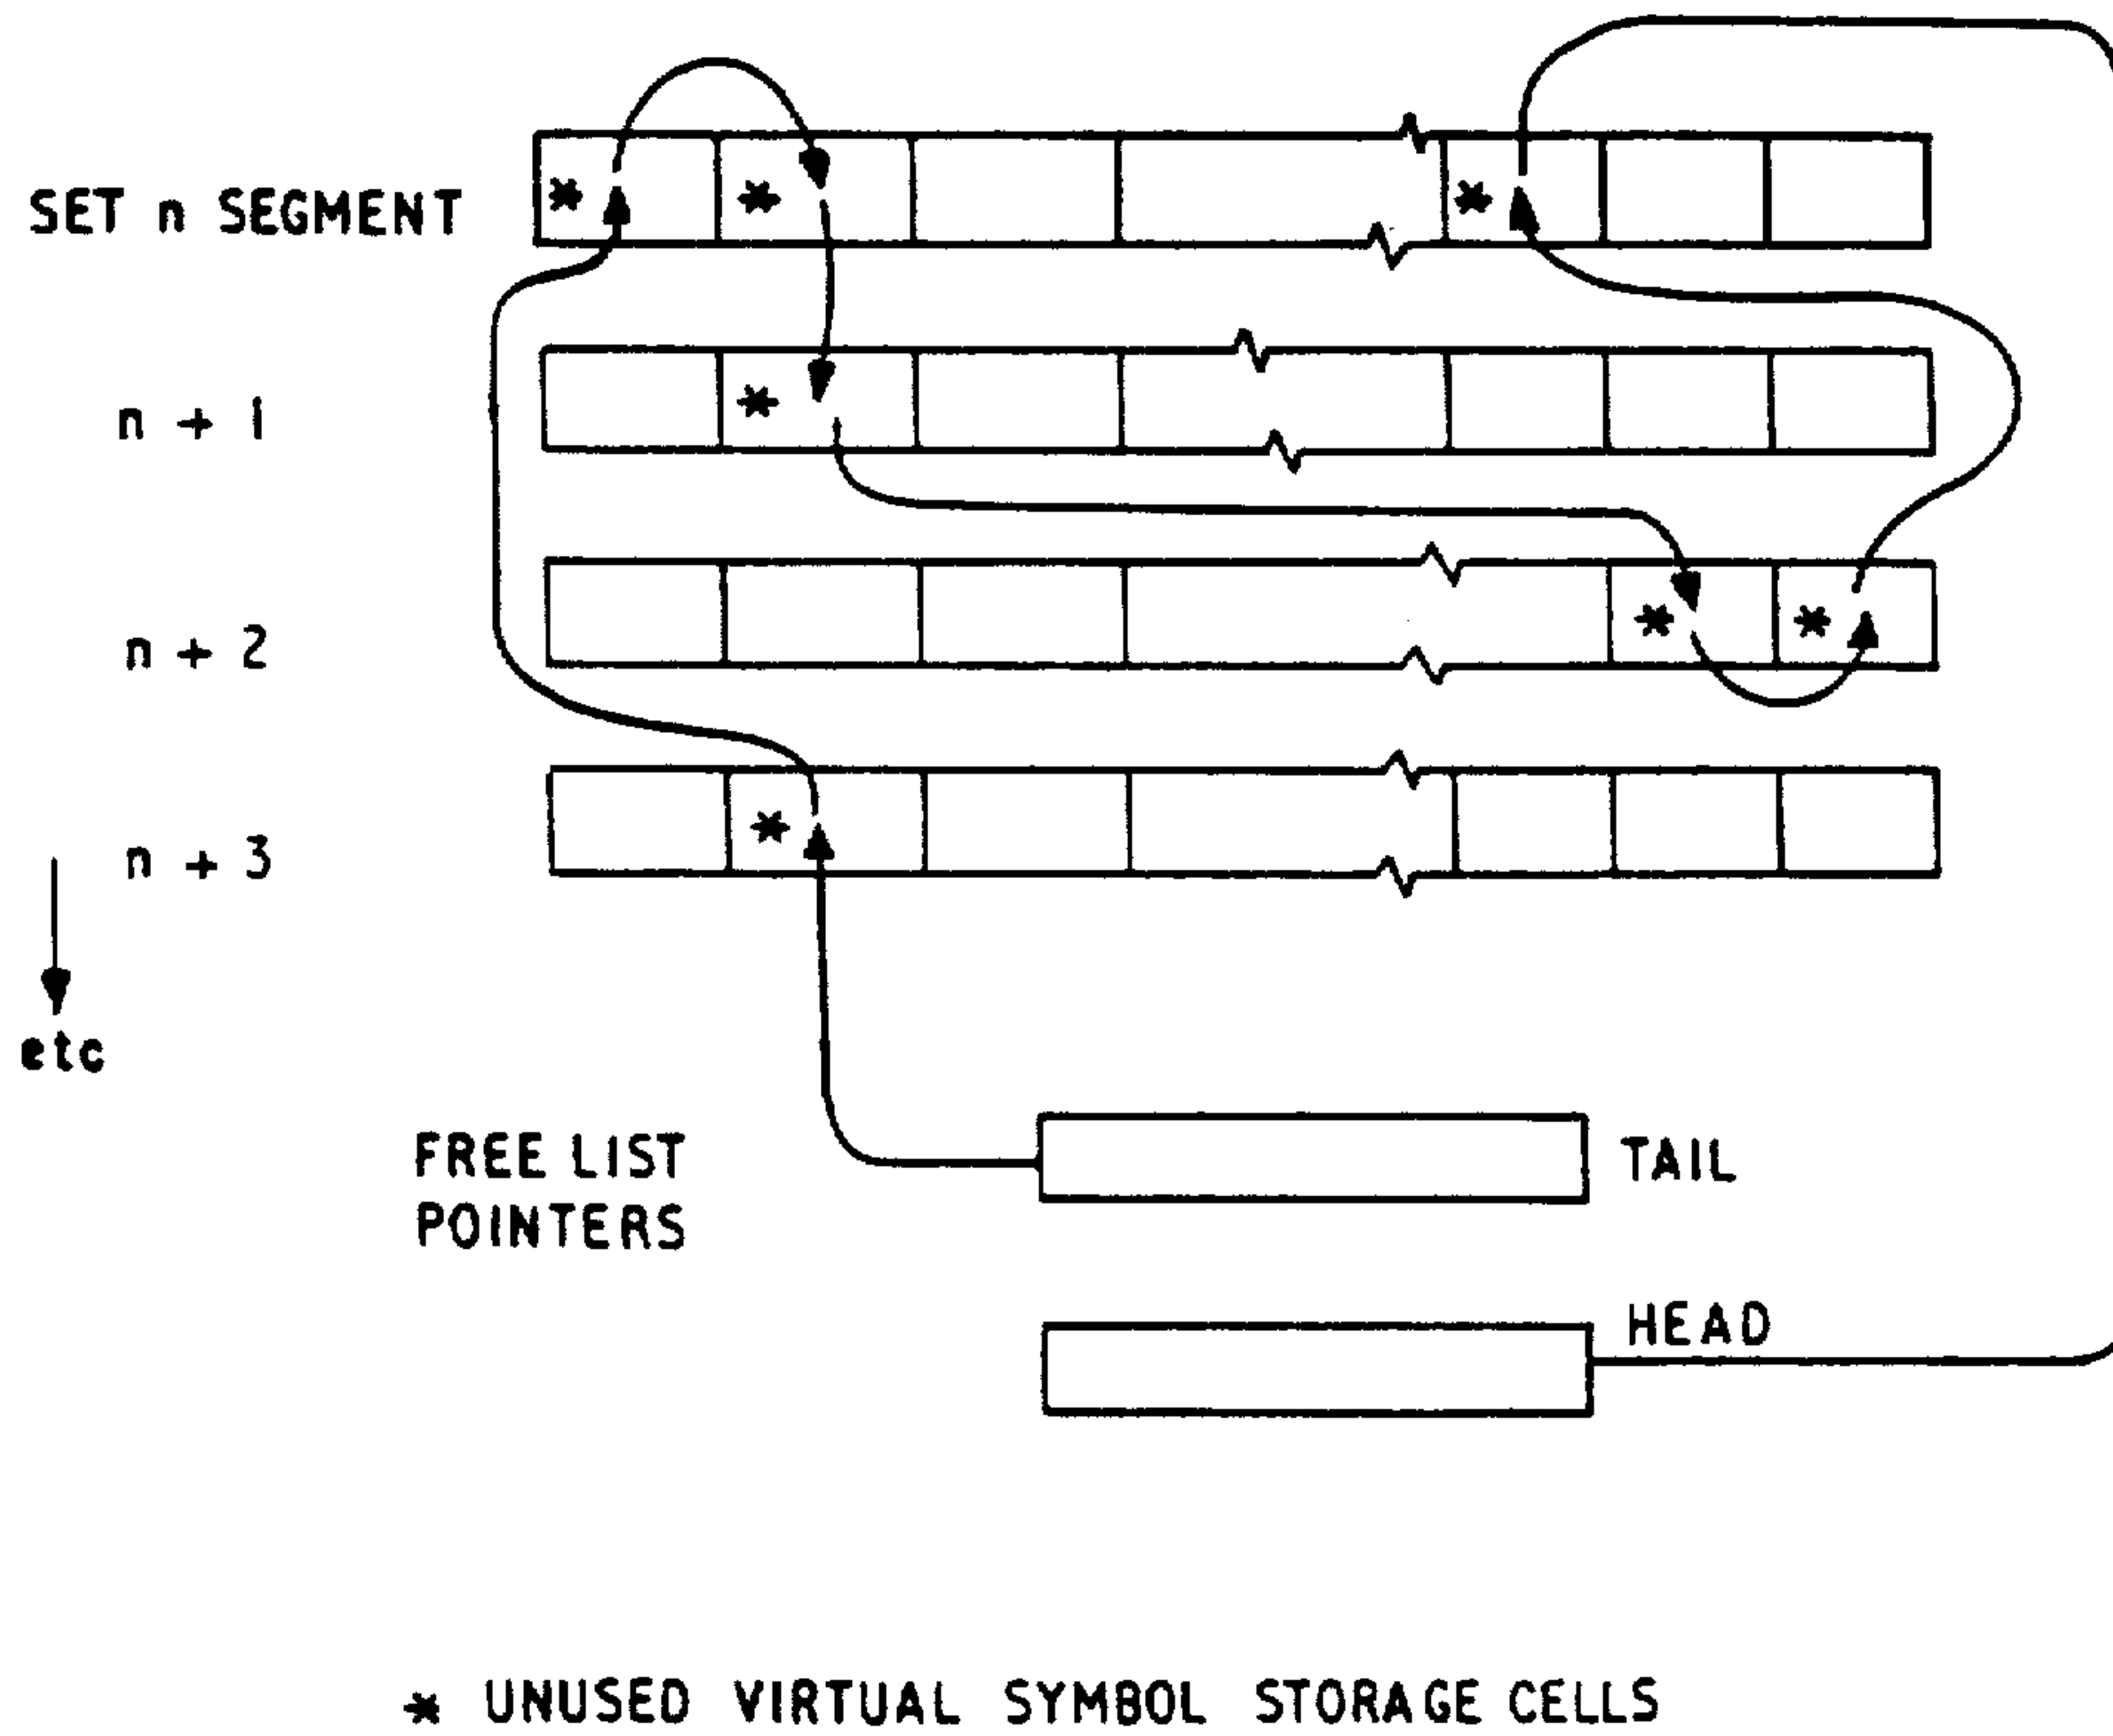 SET n SEGMENT
*
*
*
n + 1
*
n + 2
*
*
n + 3
*
etc
FREE LIST
POINTERS
TAIL
HEAD
* UNUSED VIRTUAL SYMBOL STORAGE CELLS